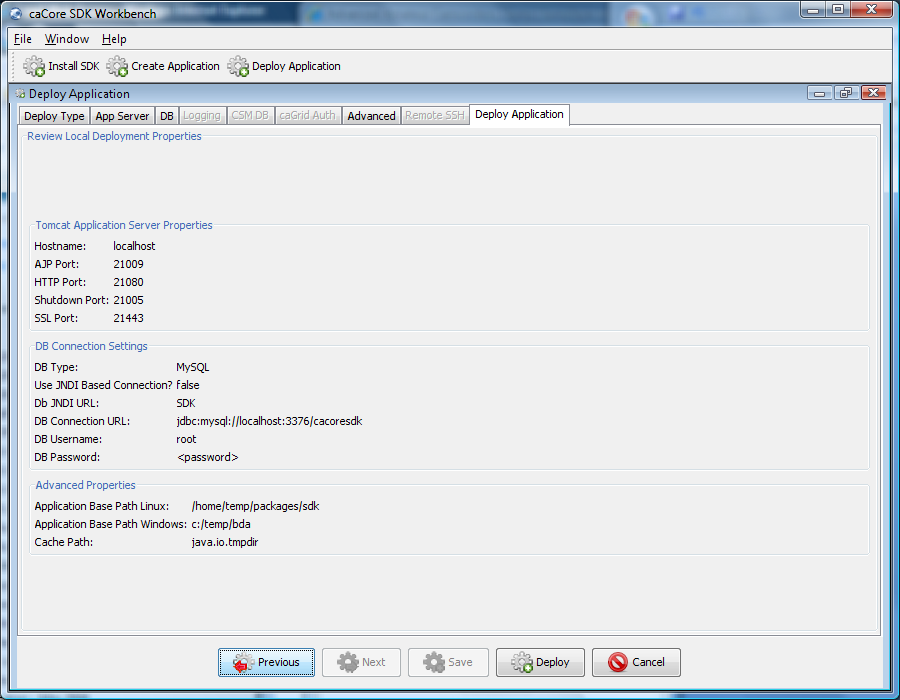 caCore SDK Workbench
File Window Help
Install SDK Create Application Deploy Application
Deploy Application
Deploy Type App Server DB Logging CSM DB caGrid Auth Advanced Remote SSH Deploy Application
Review Local Deployment Properties
Tomcat Application Server Properties
Hostname: localhost
AJP Port: 21009
HTTP Port: 21080
Shutdown Port: 21005
SSL Port: 21443
DB Connection Settings
DB Type: MySQL
Use JNDI Based Connection? false
Db JNDI URL: SDK
DB Connection URL: jdbc:mysql://localhost:3376/cacoresdk
DB Username: root
DB Password: <password>
Advanced Properties
Application Base Path Linux: /home/temp/packages/sdk
Application Base Path Windows: c:/temp/bda
Cache Path: java.io.tmpdir
Previous Next Save Deploy Cancel